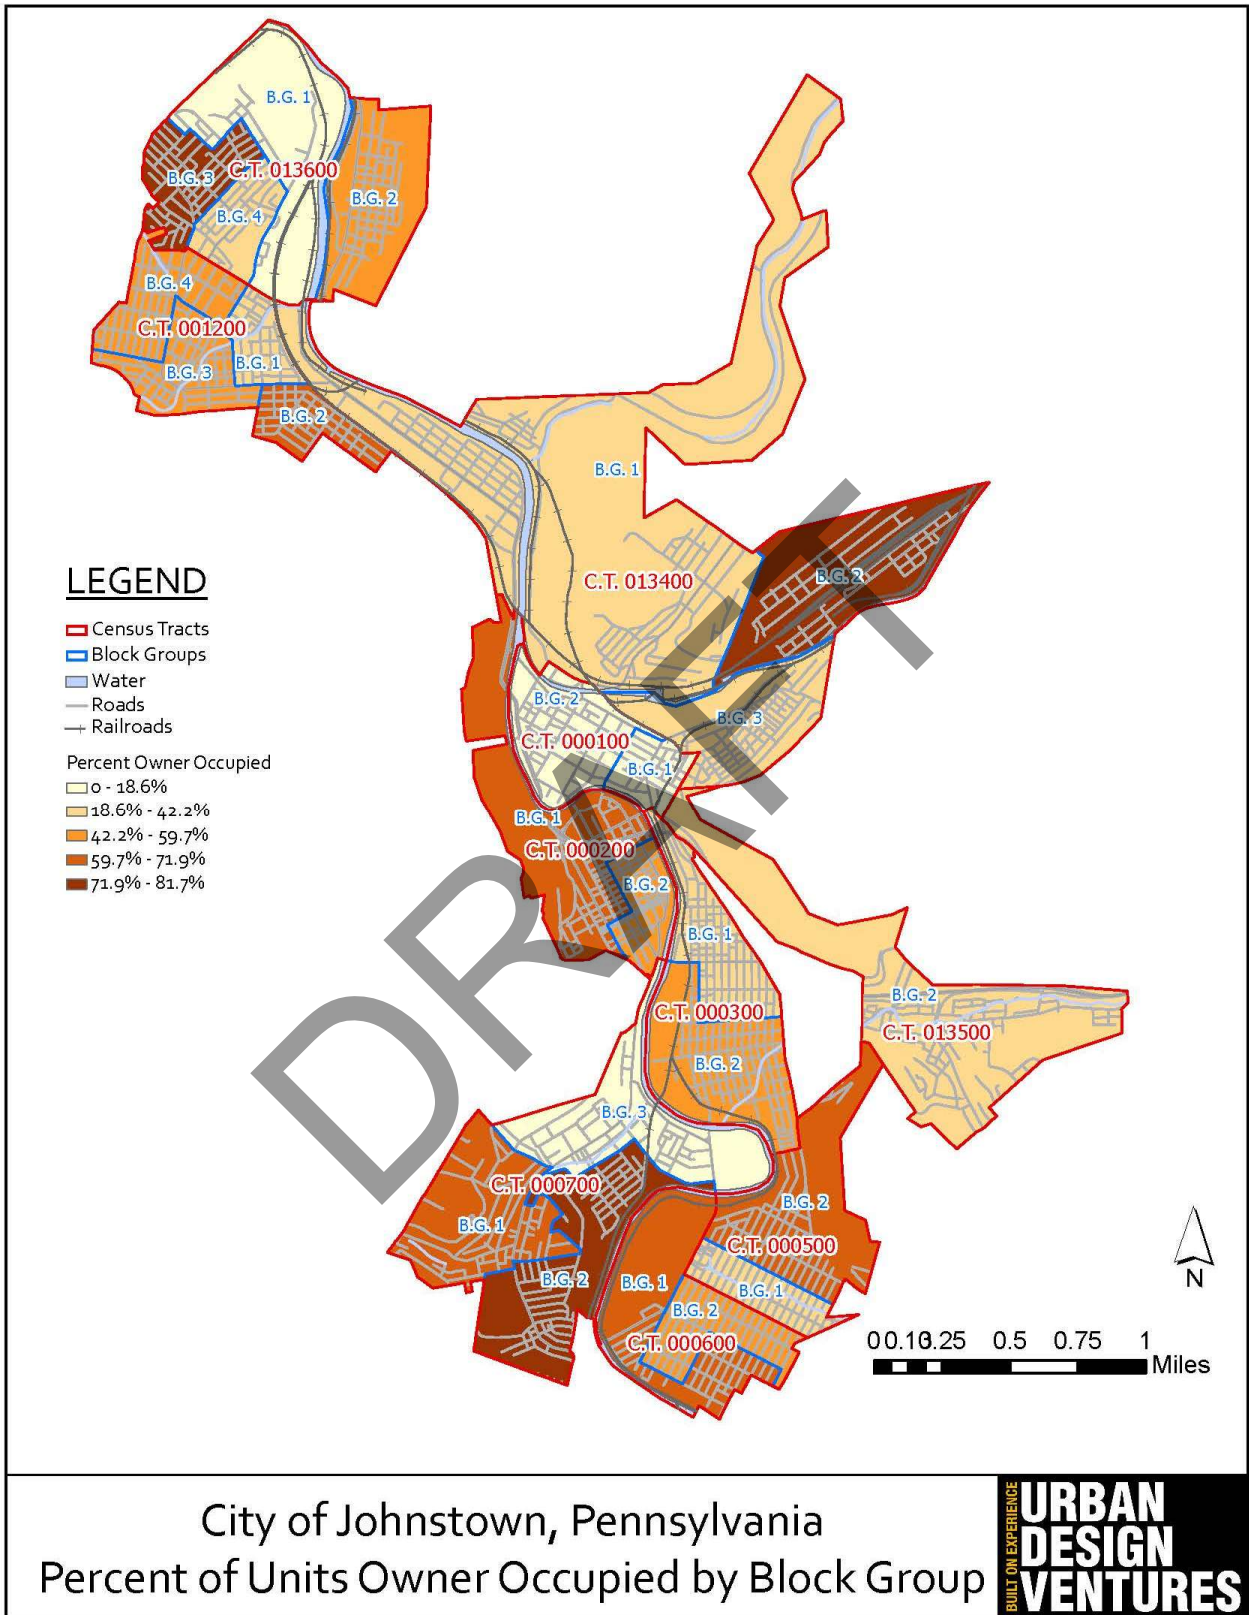 B.G. 1
B.G. 3
C.T. 013600
B.G. 2
B.G. 4
B.G. 4
C.T. 001200
B.G. 3
B.G. 1
B.G. 2
B.G. 1
C.T. 013400
B.G. 2
B.G. 3
B.G. 2
C.T. 000100
B.G. 1
B.G. 1
C.T. 000200
B.G. 2
B.G. 1
C.T. 000300
B.G. 2
B.G. 2
C.T. 013500
B.G. 3
C.T. 000700
B.G. 1
B.G. 2
B.G. 2
C.T. 000500
B.G. 1
B.G. 1
B.G. 2
C.T. 000600
DRAFT
LEGEND
Census Tracts
Block Groups
Water
Roads
Railroads
Percent Owner Occupied
0 - 18.6%
18.6% - 42.2%
42.2% - 59.7%
59.7% - 71.9%
71.9% - 81.7%
N
0 0.5 0.75 1
Miles
City of Johnstown, Pennsylvania
Percent of Units Owner Occupied by Block Group
BUILT ON EXPERIENCE
URBAN
DESIGN
VENTURES